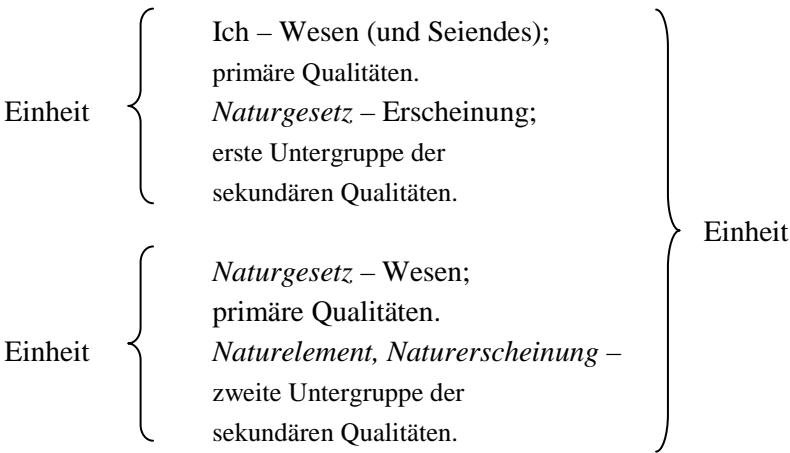 Ich – Wesen (und Seiendes);
primäre Qualitäten.
Einheit
Naturgesetz – Erscheinung;
erste Untergruppe der
sekundären Qualitäten.
Einheit
Naturgesetz – Wesen;
primäre Qualitäten.
Einheit
Naturelement, Naturerscheinung –
zweite Untergruppe der
sekundären Qualitäten.